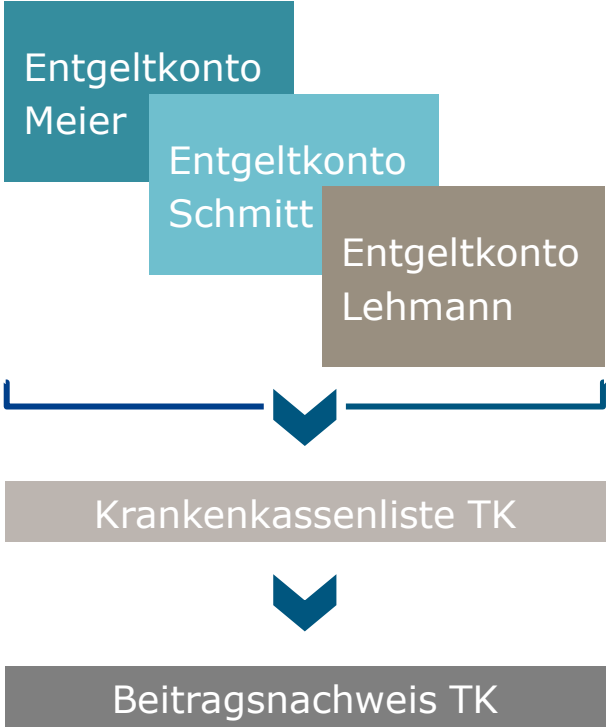 Entgeltkonto
Meier
Entgeltkonto
Schmitt
Entgeltkonto
Lehmann
Krankenkassenliste TK
Beitragsnachweis TK